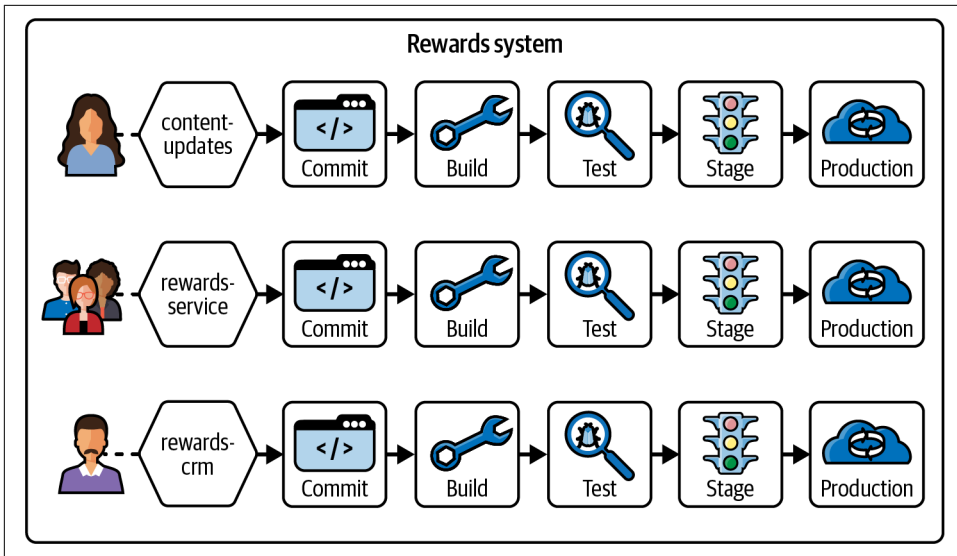 Rewards system
content-
updates
</>
Commit
Build
Test
Stage
Production
rewards-
service
</>
Commit
Build
Test
Stage
Production
rewards-
crm
</>
Commit
Build
Test
Stage
Production